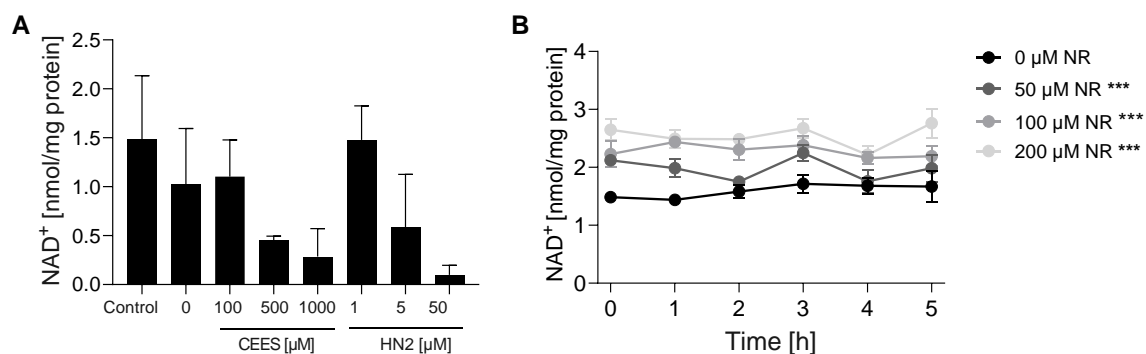 A
NAD+ [nmol/mg protein]
2.5
2.0
1.5
1.0
0.5
0.0
Control 0 100 500 1000 1 5 50
CEES [µM] HN2 [µM]
B
NAD+ [nmol/mg protein]
4
3
2
1
0
0 1 2 3 4 5
Time [h]
0 µM NR
50 µM NR ***
100 µM NR ***
200 µM NR ***